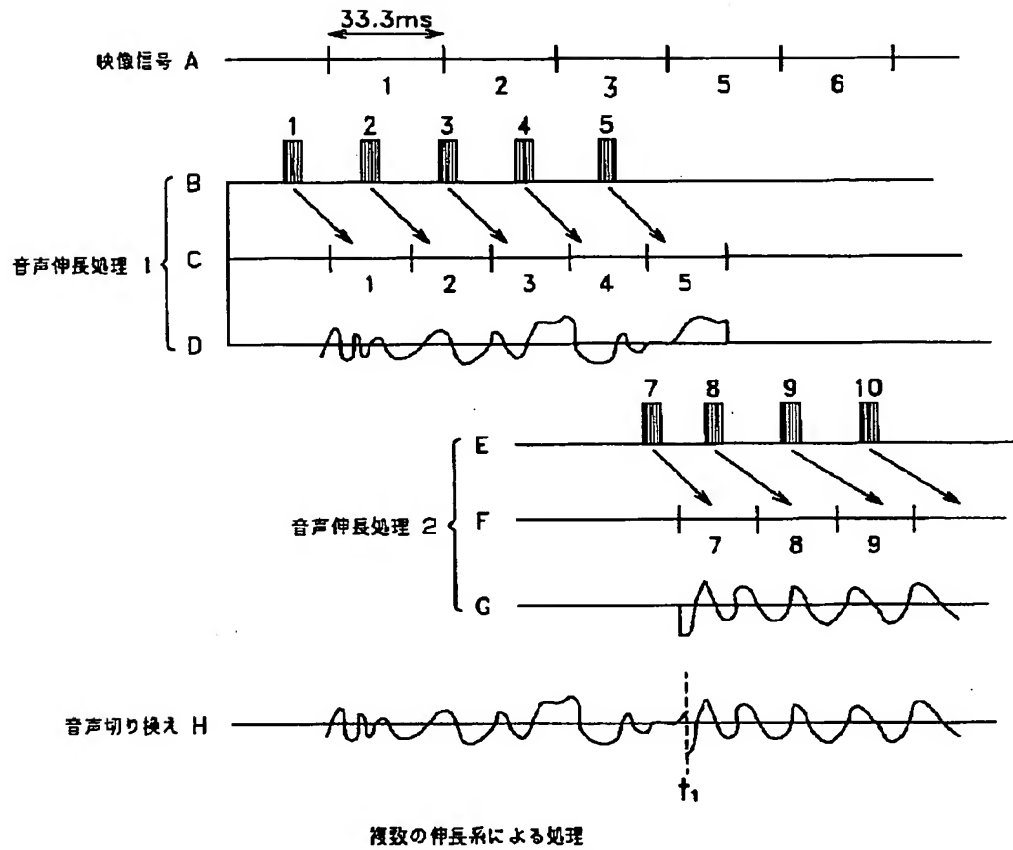 33.3ms
映像信号 A
1 2 3 5 6
1 2 3 4 5
B
音声伸長処理 1
C
1 2 3 4 5
D
7 8 9 10
E
音声伸長処理 2
F
7 8 9
G
音声切り換え H
t₁
複数の伸長系による処理